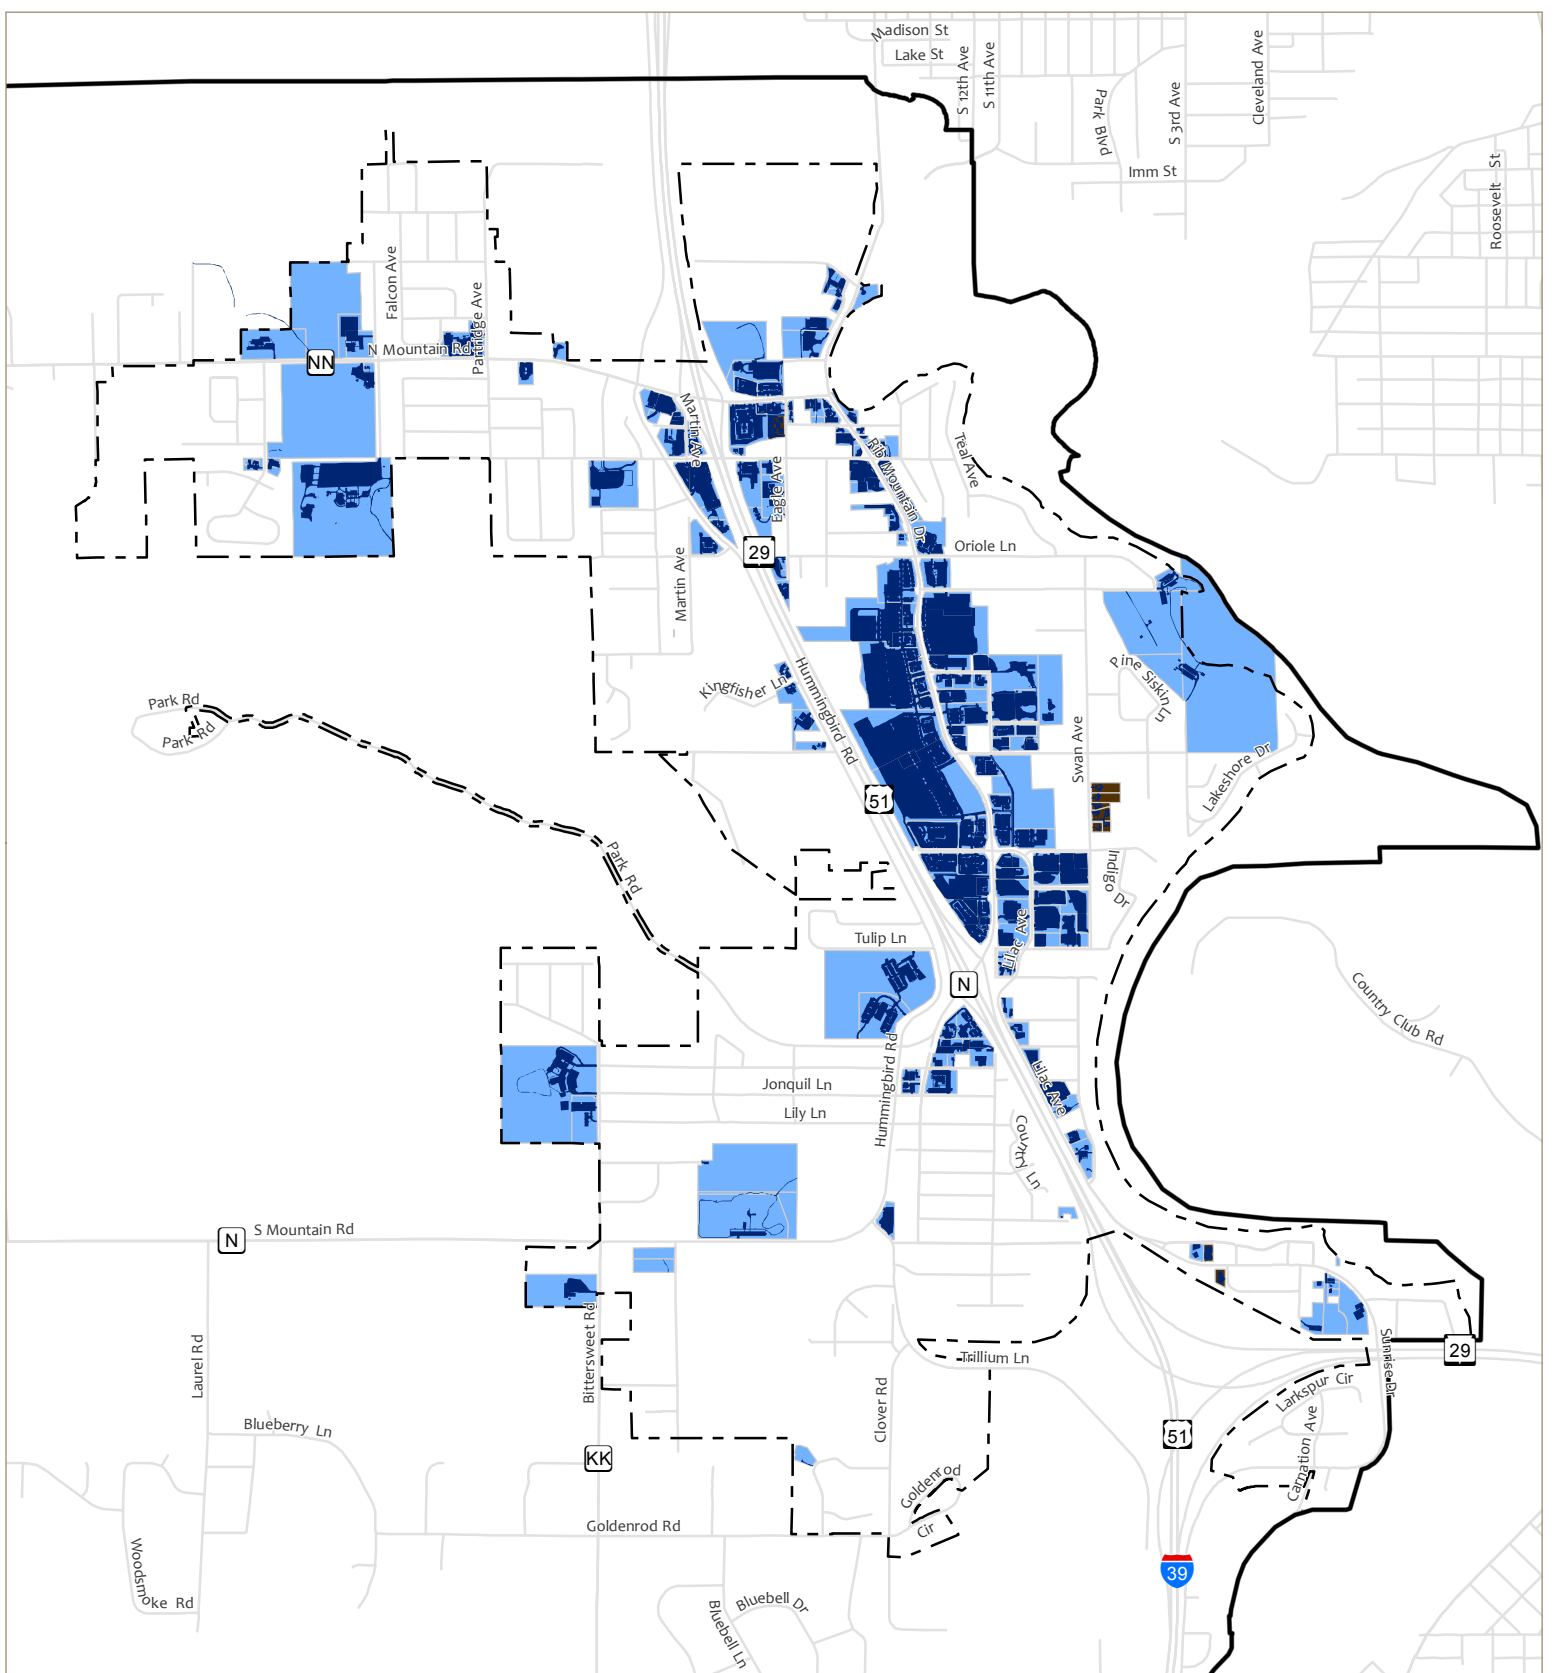 Madison St
Lake St
S 12th Ave
S 11th Ave
Park Blvd
S 3rd Ave
Cleveland Ave
Imm St
Roosevelt St
Falcon Ave
Partridge Ave
N Mountain Rd
NN
Martin Ave
Rib Mountain Dr
Teal Ave
Eagle Ave
29
Oriole Ln
Martin Ave
Kingfisher Ln
Hummingbird Rd
Pine Siskin Ln
Park Rd
Park Rd
Swan Ave
Lakeshore Dr
51
Park Rd
Indigo Dr
Tulip Ln
Lilac Ave
N
Country Club Rd
Hummingbird Rd
Jonquil Ln
Lily Ln
Lilac Ave
Country Ln
N
S Mountain Rd
Laurel Rd
Bittersweet Rd
Trillium Ln
Sunrise Dr
29
Larkspur Cir
Clover Rd
Carnation Ave
Blueberry Ln
51
KK
Goldenrod
Cir
Goldenrod Rd
Woodsmoke Rd
39
Bluebell Dr
Bluebell Ln